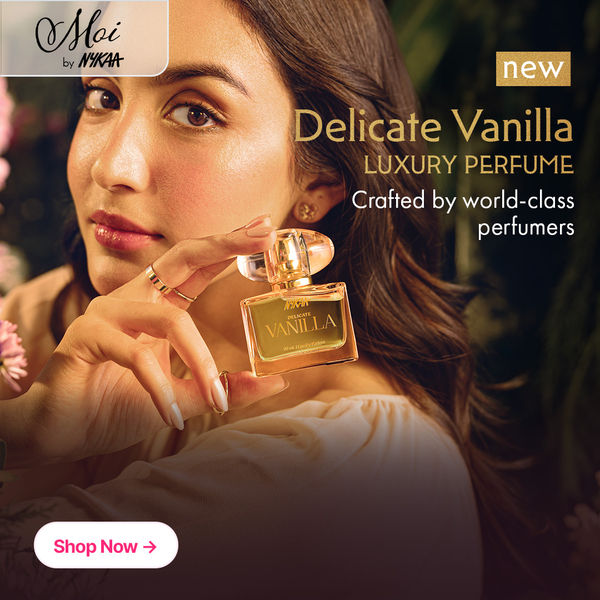 Moi
by NYKAA
new
Delicate Vanilla
LUXURY PERFUME
Crafted by world-class
perfumers
NYKAA
DELICATE
VANILLA
Shop Now →